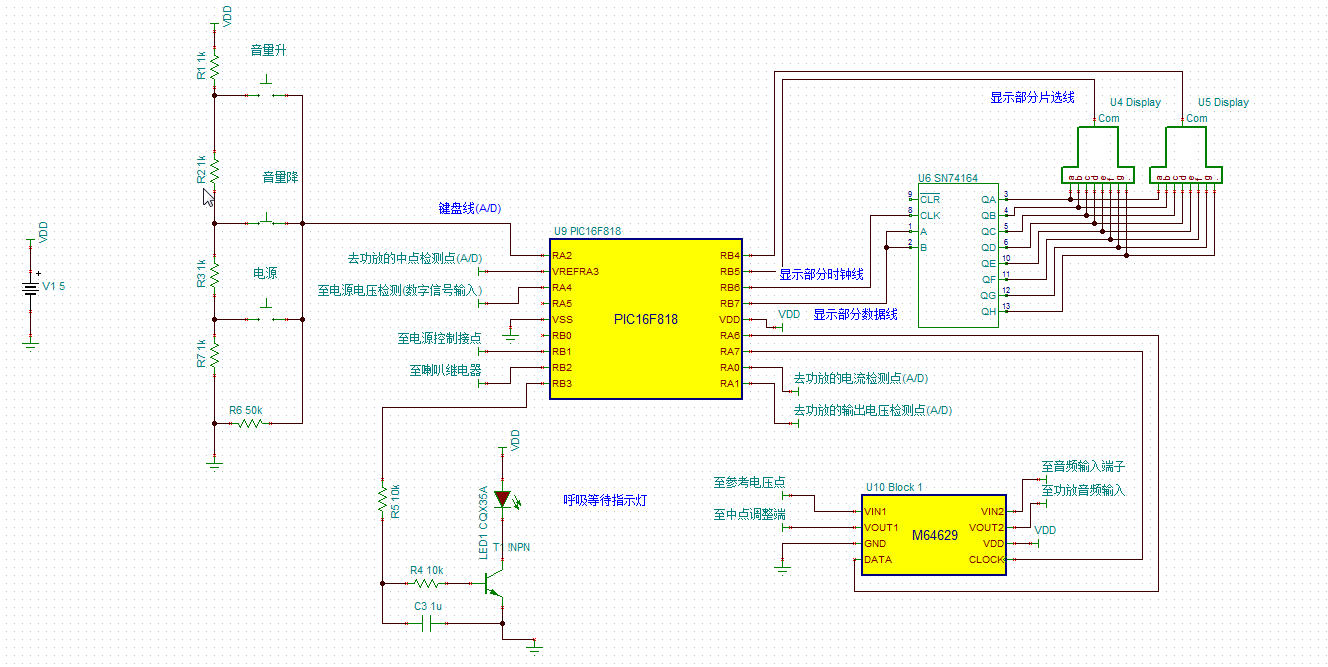 VDD
R1 1k
音量升
R2 1k
音量降
键盘线(A/D)
R3 1k
电源
R7 1k
R6 50k
VDD
V1 5
U9 PIC16F818
PIC16F818
RA2
VREFRA3
RA4
RA5
VSS
RB0
RB1
RB2
RB3
RB4
RB5
RB6
RB7
VDD
RA6
RA7
RA0
RA1
去功放的中点检测点(A/D)
至电源电压检测(数字信号输入)
至电源控制接点
至喇叭继电器
显示部分片选线
U4 Display
U5 Display
Com
Com
a b c d e f g .
a b c d e f g .
U6 SN74164
9 CLR
8 CLK
1 A
2 B
QA 3
QB 4
QC 5
QD 6
QE 10
QF 11
QG 12
QH 13
显示部分时钟线
显示部分数据线
VDD
去功放的电流检测点(A/D)
去功放的输出电压检测点(A/D)
VDD
R5 10k
LED1 CQX35A
呼吸等待指示灯
T1 !NPN
R4 10k
C3 1u
至参考电压点
至中点调整端
U10 Block 1
M64629
VIN1
VOUT1
GND
DATA
VIN2
VOUT2
VDD
CLOCK
至音频输入端子
至功放音频输入
VDD